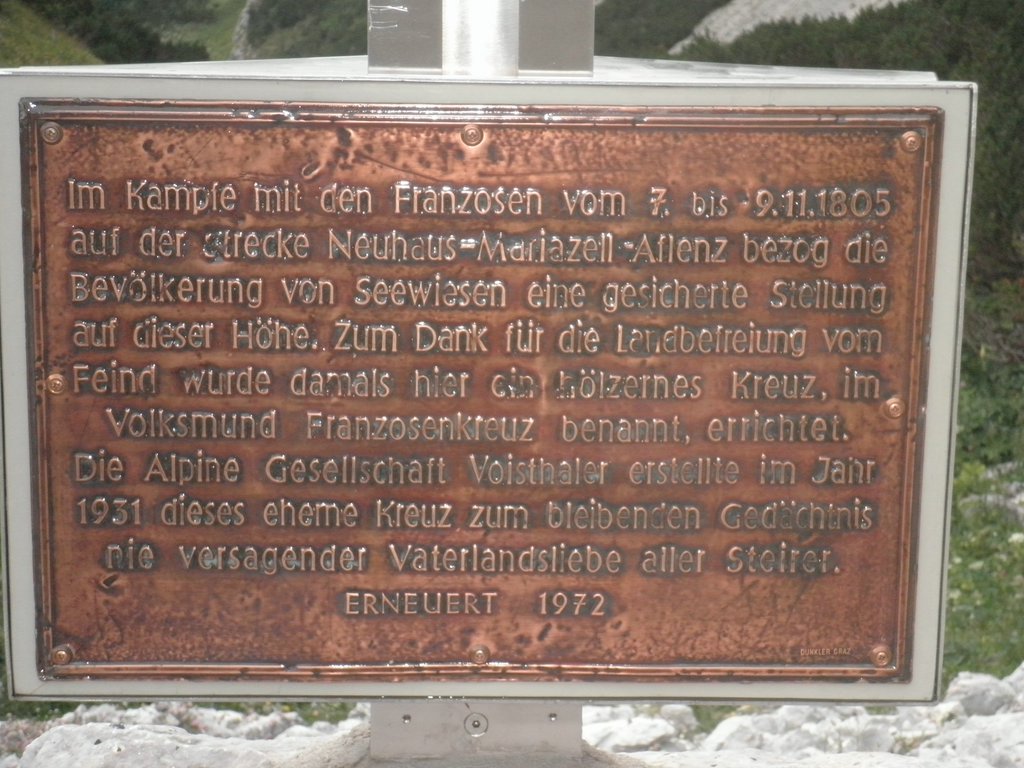 Im Kampfe mit den Franzosen vom 7. bis 9.11.1805
auf der Strecke Neuhaus-Mariazell-Aflenz bezog die
Bevölkerung von Seewiesen eine gesicherte Stellung
auf dieser Höhe. Zum Dank für die Landbefreiung vom
Feind wurde damals hier ein hölzernes Kreuz, im
Volksmund Franzosenkreuz benannt, errichtet.
Die Alpine Gesellschaft Voisthaler erstellte im Jahr
1931 dieses eherne Kreuz zum bleibenden Gedächtnis
nie versagender Vaterlandsliebe aller Steirer.
ERNEUERT 1972
DUNKLER GRAZ